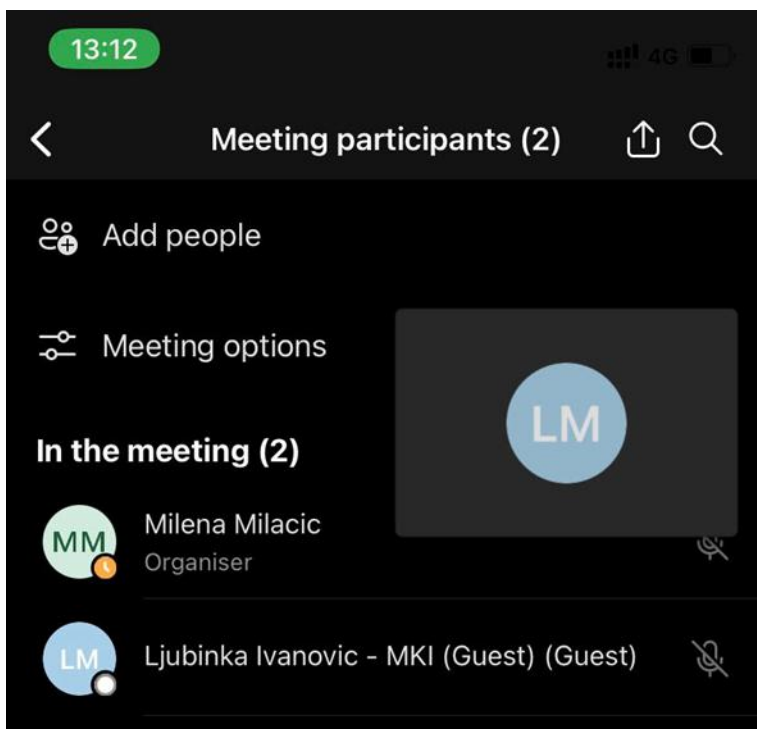 13:12 4G
Meeting participants (2)
Add people
Meeting options
LM
In the meeting (2)
MM Milena Milacic
Organiser
LM Ljubinka Ivanovic - MKI (Guest) (Guest)